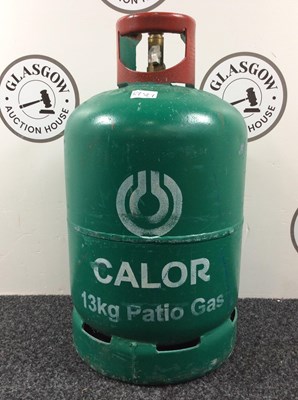 GLASGOW
AUCTION HOUSE
GLASGOW
AUCTION HOUSE
CALOR
13kg Patio Gas